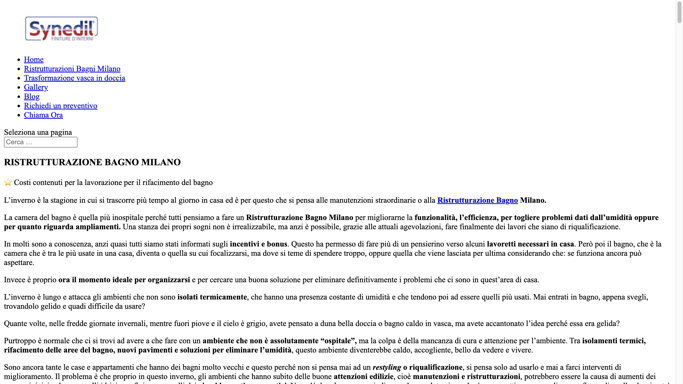 Synedil
FINITURE D'INTERNI
Home
Ristrutturazioni Bagni Milano
Trasformazione vasca in doccia
Gallery
Blog
Richiedi un preventivo
Chiama Ora
Seleziona una pagina
Cerca …
RISTRUTTURAZIONE BAGNO MILANO
Costi contenuti per la lavorazione per il rifacimento del bagno
L'inverno è la stagione in cui si trascorre più tempo al giorno in casa ed è per questo che si pensa alle manutenzioni straordinarie o alla Ristrutturazione Bagno Milano.
La camera del bagno è quella più inospitale perché tutti pensiamo a fare un Ristrutturazione Bagno Milano per migliorarne la funzionalità, l'efficienza, per togliere problemi dati dall'umidità oppure
per quanto riguarda ampliamenti. Una stanza dei propri sogni non è irrealizzabile, ma anzi è possibile, grazie alle attuali agevolazioni, fare finalmente dei lavori che siano di riqualificazione.
In molti sono a conoscenza, anzi quasi tutti siamo stati informati sugli incentivi e bonus. Questo ha permesso di fare più di un pensierino verso alcuni lavoretti necessari in casa. Però poi il bagno, che è la
camera che è tra le più usate in una casa, diventa o quella su cui focalizzarsi, ma dove si teme di spendere troppo, oppure quella che viene lasciata per ultima considerando che: se funziona ancora può
aspettare.
Invece è proprio ora il momento ideale per organizzarsi e per cercare una buona soluzione per eliminare definitivamente i problemi che ci sono in quest'area di casa.
L'inverno è lungo e attacca gli ambienti che non sono isolati termicamente, che hanno una presenza costante di umidità e che tendono poi ad essere quelli più usati. Mai entrati in bagno, appena svegli,
trovandolo gelido e quadi difficile da usare?
Quante volte, nelle fredde giornate invernali, mentre fuori piove e il cielo è grigio, avete pensato a duna bella doccia o bagno caldo in vasca, ma avete accantonato l'idea perché essa era gelida?
Purtroppo è normale che ci si trovo ad avere a che fare con un ambiente che non è assolutamente "ospitale", ma la colpa è della mancanza di cura e attenzione per l'ambiente. Tra isolamenti termici,
rifacimento delle aree del bagno, nuovi pavimenti e soluzioni per eliminare l'umidità, questo ambiente diventerebbe caldo, accogliente, bello da vedere e vivere.
Sono ancora tante le case e appartamenti che hanno dei bagni molto vecchi e questo perché non si pensa mai ad un restyling o riqualificazione, si pensa solo ad usarlo e mai a farci interventi di
miglioramento. Il problema è che proprio in questo inverno, gli ambienti che hanno subito delle buone attenzioni edilizie, cioè manutenzioni e ristrutturazioni, potrebbero essere la causa di aumenti dei